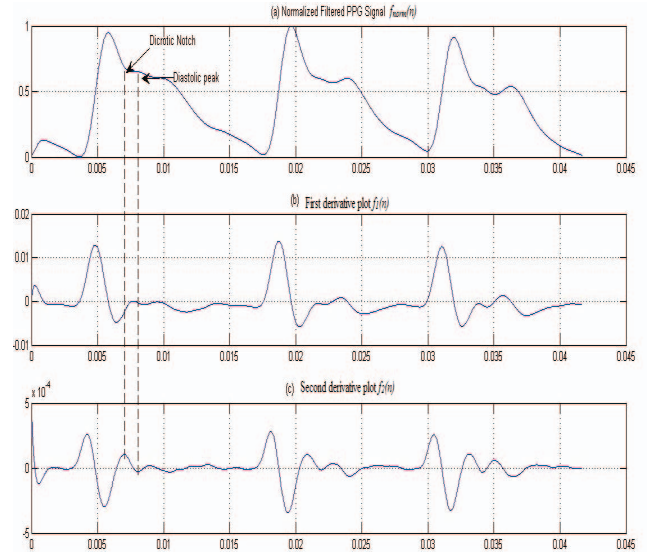 (a) Normalized Filtered PPG Signal fnorm(n)
1
0.5
0
Dicrotic Notch
Diastolic peak
0 0.005 0.01 0.015 0.02 0.025 0.03 0.035 0.04 0.045
(b) First derivative plot f1(n)
0.02
0.01
0
-0.01
0 0.005 0.01 0.015 0.02 0.025 0.03 0.035 0.04 0.045
(c) Second derivative plot f2(n)
x 10-4
5
0
-5
0 0.005 0.01 0.015 0.02 0.025 0.03 0.035 0.04 0.045